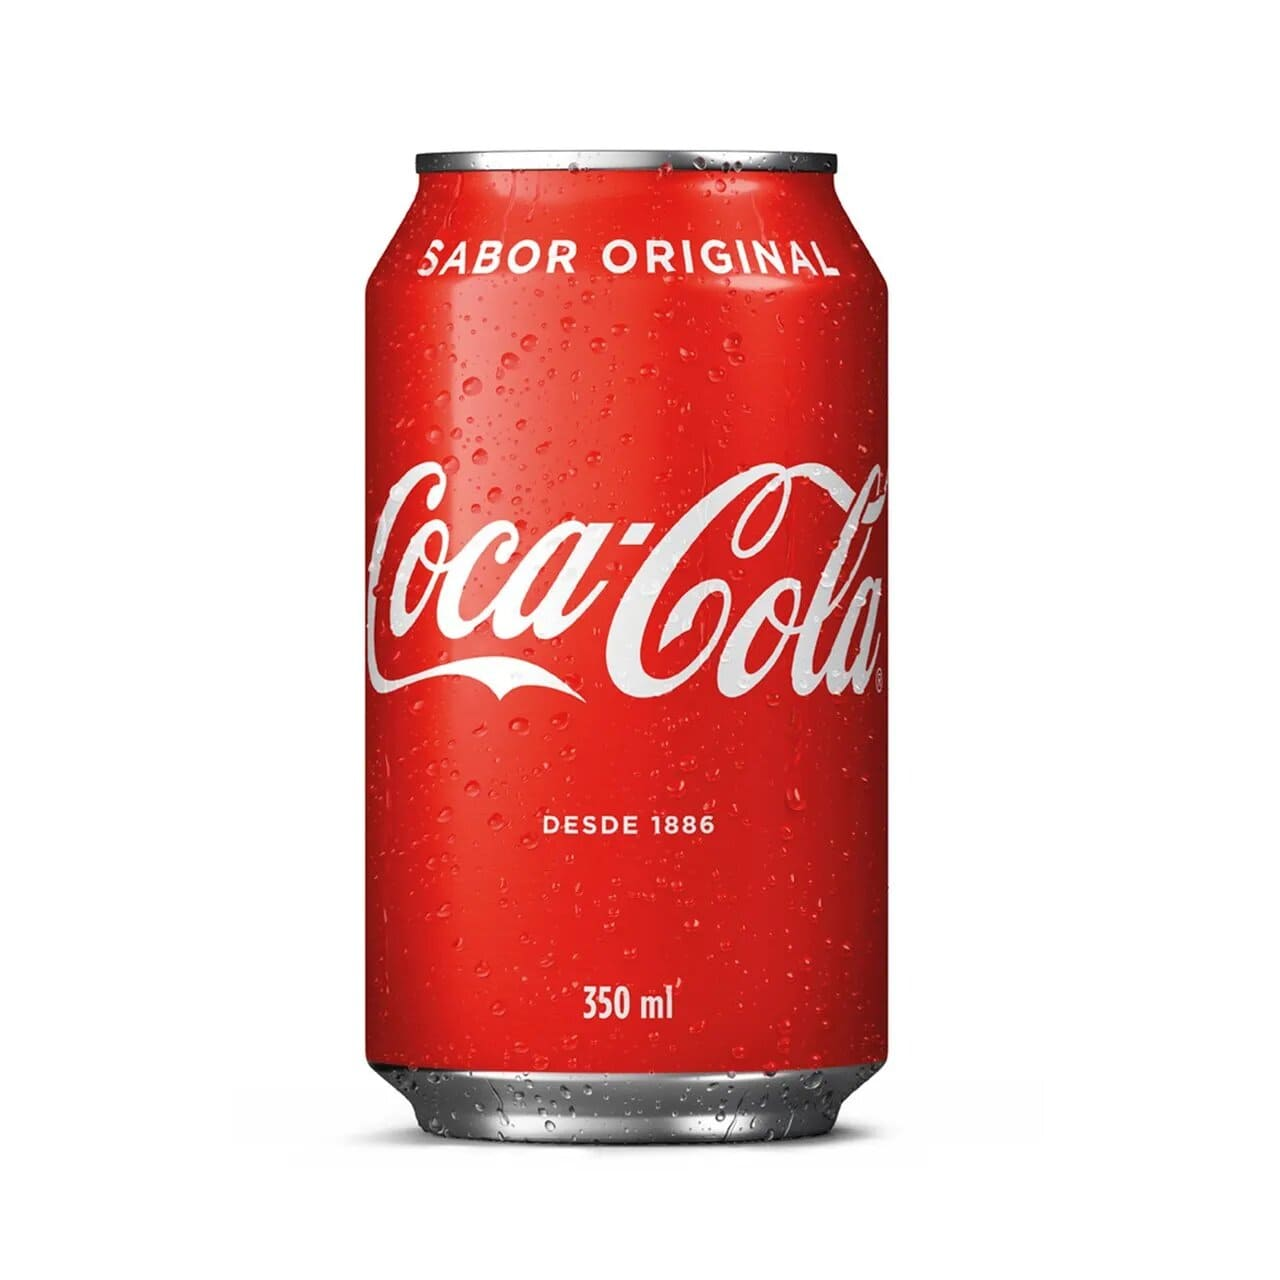 SABOR ORIGINAL
Coca-Cola
DESDE 1886
350 ml